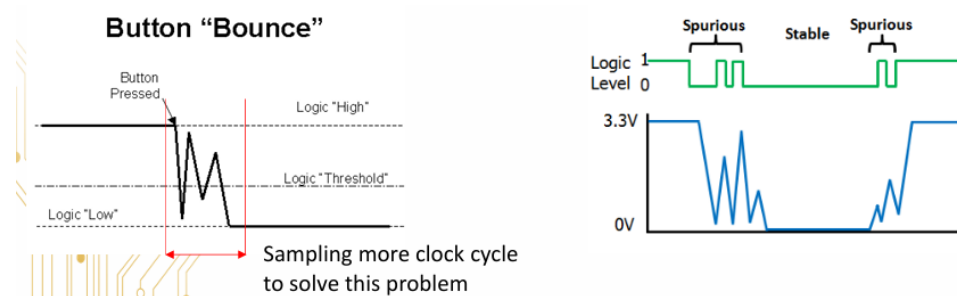 Button “Bounce”
Button
Pressed
Logic "High"
Logic "Threshold"
Logic "Low"
Sampling more clock cycle
to solve this problem
Spurious
Stable
Spurious
Logic 1
Level 0
3.3V
0V